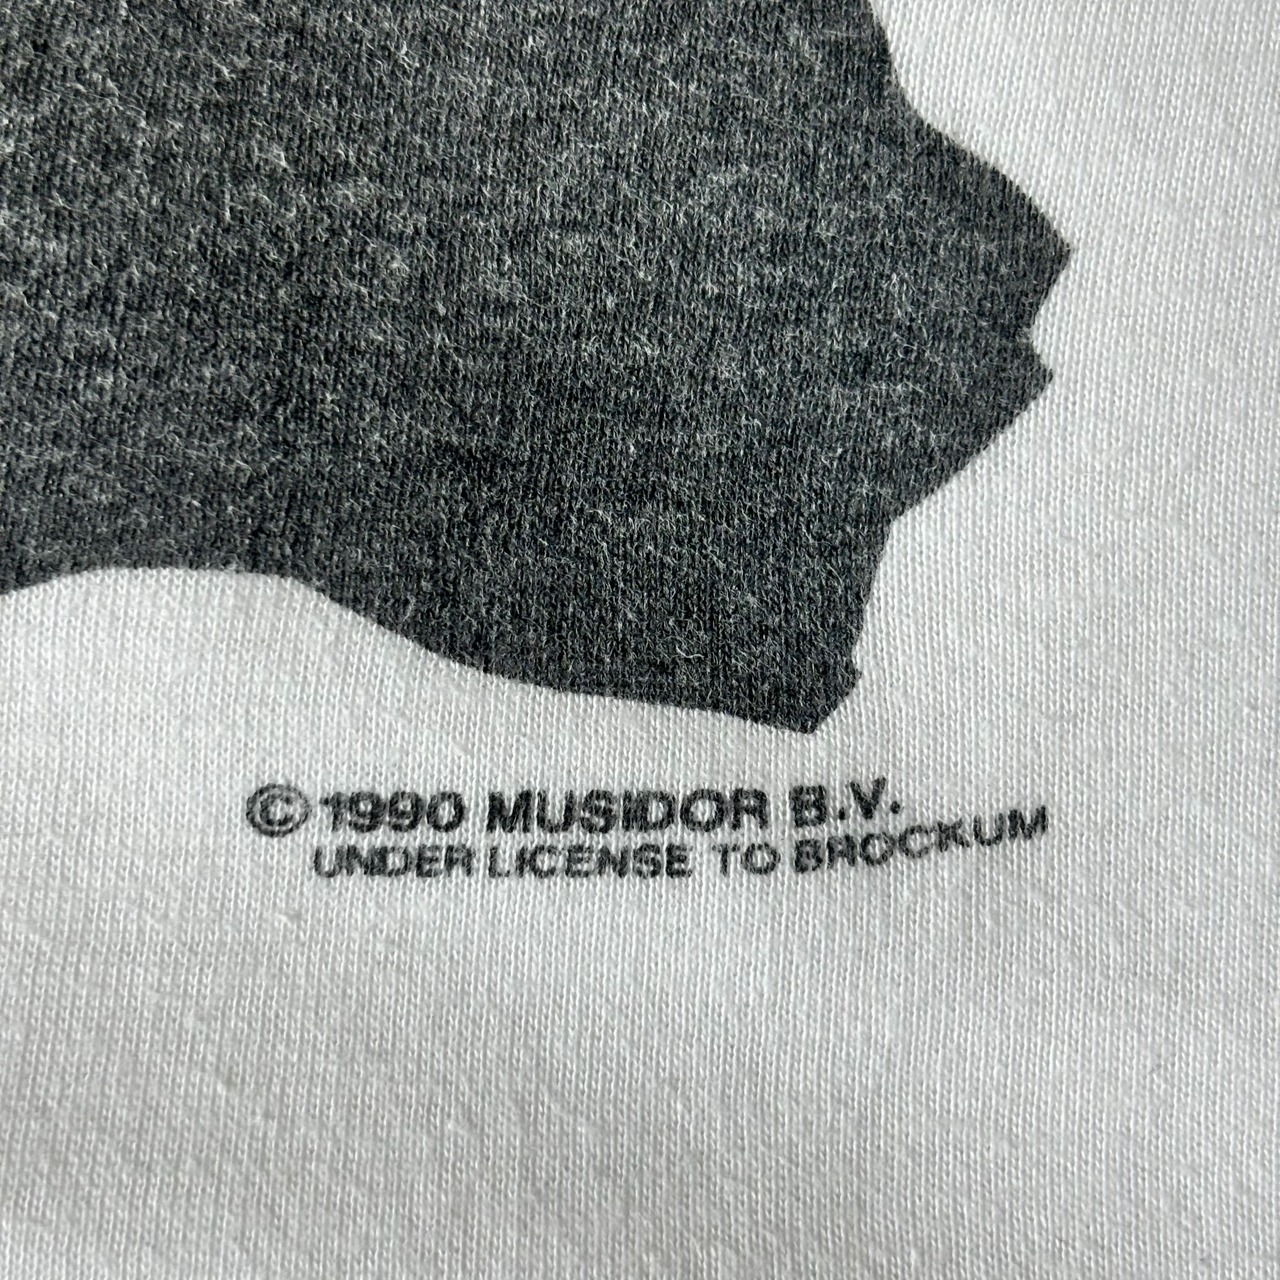 © 1990 MUSIDOR B.V.
UNDER LICENSE TO BROCKUM